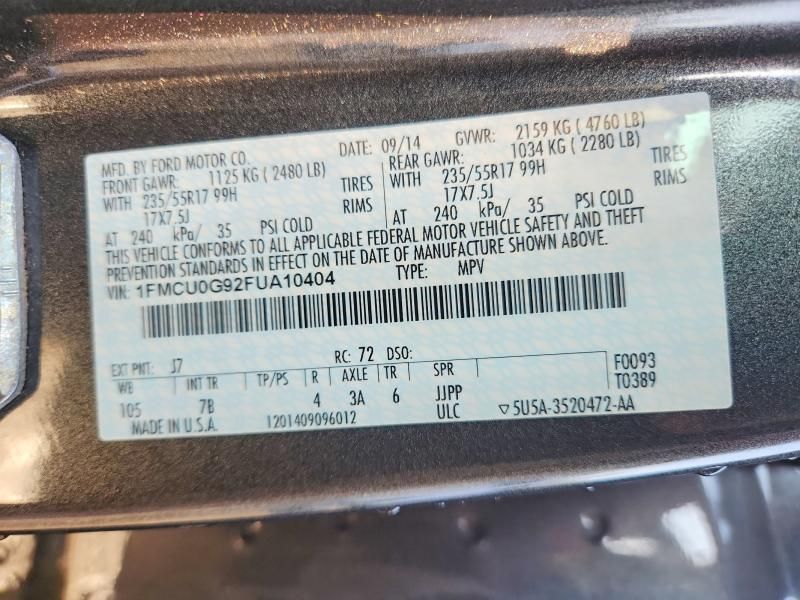 MFD. BY FORD MOTOR CO. DATE: 09/14 GVWR: 2159 KG ( 4760 LB)
FRONT GAWR: 1125 KG ( 2480 LB) REAR GAWR: 1034 KG ( 2280 LB)
WITH 235/55R17 99H TIRES WITH 235/55R17 99H TIRES
17X7.5J RIMS 17X7.5J RIMS
AT 240 kPa/ 35 PSI COLD AT 240 kPa/ 35 PSI COLD
THIS VEHICLE CONFORMS TO ALL APPLICABLE FEDERAL MOTOR VEHICLE SAFETY AND THEFT
PREVENTION STANDARDS IN EFFECT ON THE DATE OF MANUFACTURE SHOWN ABOVE.
VIN: 1FMCU0G92FUA10404 TYPE: MPV
EXT PNT: J7 RC: 72 DSO:
WB INT TR TP/PS R AXLE TR SPR F0093
105 7B 4 3A 6 JJPP T0389
MADE IN U.S.A. 1201409096012 ULC ▽5U5A-3520472-AA